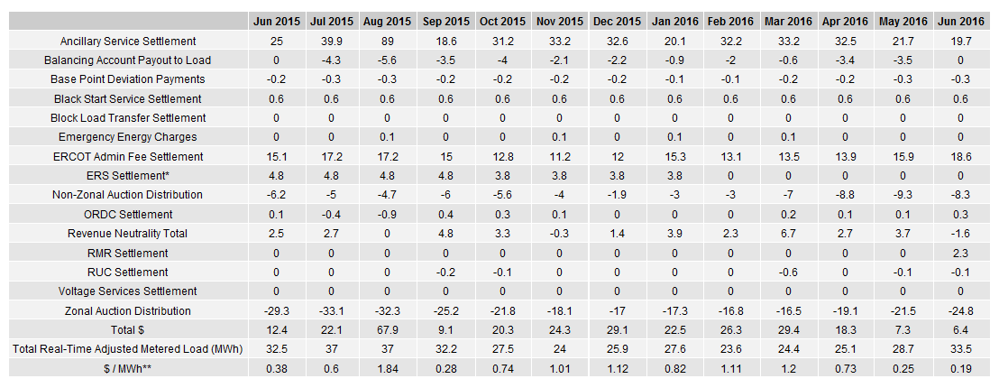 Jun 2015 Jul 2015 Aug 2015 Sep 2015 Oct 2015 Nov 2015 Dec 2015 Jan 2016 Feb 2016 Mar 2016 Apr 2016 May 2016 Jun 2016
Ancillary Service Settlement 25 39.9 89 18.6 31.2 33.2 32.6 20.1 32.2 33.2 32.5 21.7 19.7
Balancing Account Payout to Load 0 -4.3 -5.6 -3.5 -4 -2.1 -2.2 -0.9 -2 -0.6 -3.4 -3.5 0
Base Point Deviation Payments -0.2 -0.3 -0.3 -0.2 -0.2 -0.2 -0.2 -0.1 -0.1 -0.2 -0.2 -0.3 -0.3
Black Start Service Settlement 0.6 0.6 0.6 0.6 0.6 0.6 0.6 0.6 0.6 0.6 0.6 0.6 0.6
Block Load Transfer Settlement 0 0 0 0 0 0 0 0 0 0 0 0 0
Emergency Energy Charges 0 0 0.1 0 0 0.1 0 0.1 0 0.1 0 0 0
ERCOT Admin Fee Settlement 15.1 17.2 17.2 15 12.8 11.2 12 15.3 13.1 13.5 13.9 15.9 18.6
ERS Settlement* 4.8 4.8 4.8 4.8 3.8 3.8 3.8 3.8 0 0 0 0 0
Non-Zonal Auction Distribution -6.2 -5 -4.7 -6 -5.6 -4 -1.9 -3 -3 -7 -8.8 -9.3 -8.3
ORDC Settlement 0.1 -0.4 -0.9 0.4 0.3 0.1 0 0 0 0.2 0.1 0.1 0.3
Revenue Neutrality Total 2.5 2.7 0 4.8 3.3 -0.3 1.4 3.9 2.3 6.7 2.7 3.7 -1.6
RMR Settlement 0 0 0 0 0 0 0 0 0 0 0 0 2.3
RUC Settlement 0 0 0 -0.2 -0.1 0 0 0 0 -0.6 0 -0.1 -0.1
Voltage Services Settlement 0 0 0 0 0 0 0 0 0 0 0 0 0
Zonal Auction Distribution -29.3 -33.1 -32.3 -25.2 -21.8 -18.1 -17 -17.3 -16.8 -16.5 -19.1 -21.5 -24.8
Total $ 12.4 22.1 67.9 9.1 20.3 24.3 29.1 22.5 26.3 29.4 18.3 7.3 6.4
Total Real-Time Adjusted Metered Load (MWh) 32.5 37 37 32.2 27.5 24 25.9 27.6 23.6 24.4 25.1 28.7 33.5
$ / MWh** 0.38 0.6 1.84 0.28 0.74 1.01 1.12 0.82 1.11 1.2 0.73 0.25 0.19